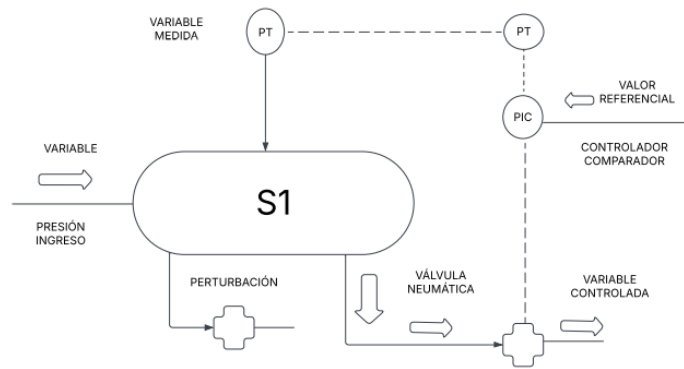 VARIABLE
MEDIDA
PT
PT
VALOR
REFERENCIAL
PIC
CONTROLADOR
COMPARADOR
VARIABLE
S1
PRESIÓN
INGRESO
PERTURBACIÓN
VÁLVULA
NEUMÁTICA
VARIABLE
CONTROLADA